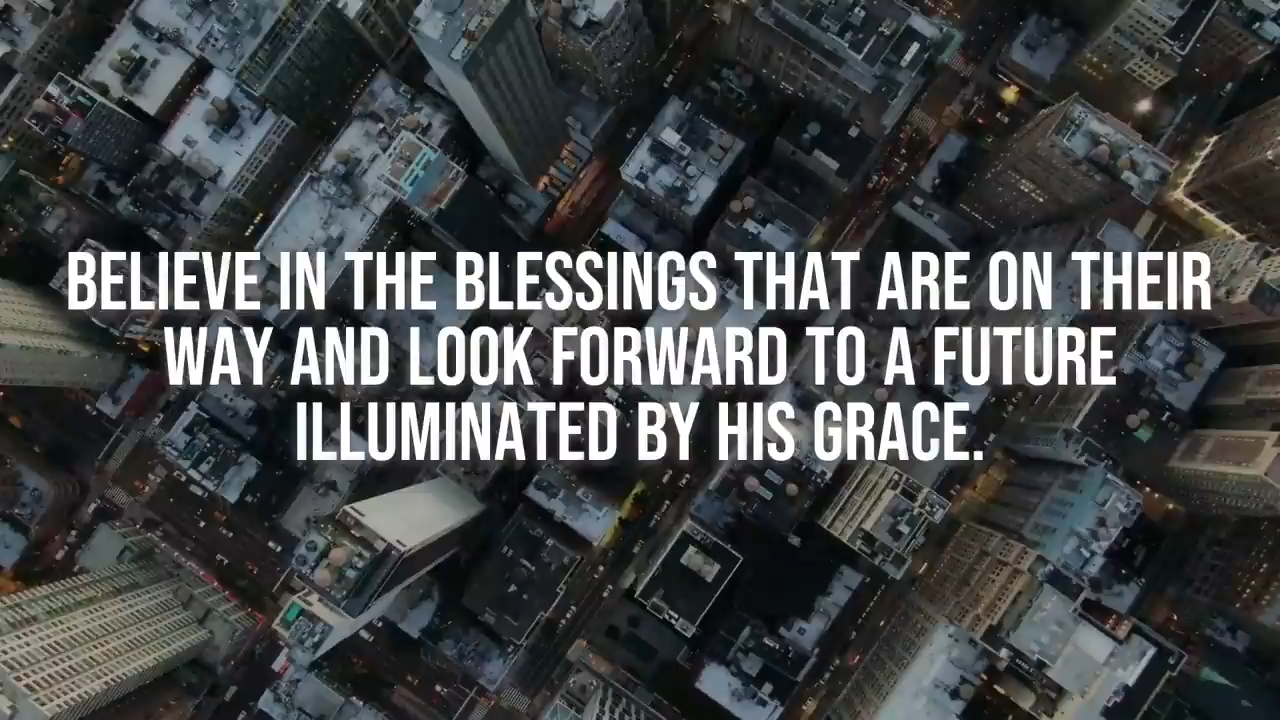 BELIEVE IN THE BLESSINGS THAT ARE ON THEIR
WAY AND LOOK FORWARD TO A FUTURE
ILLUMINATED BY HIS GRACE.